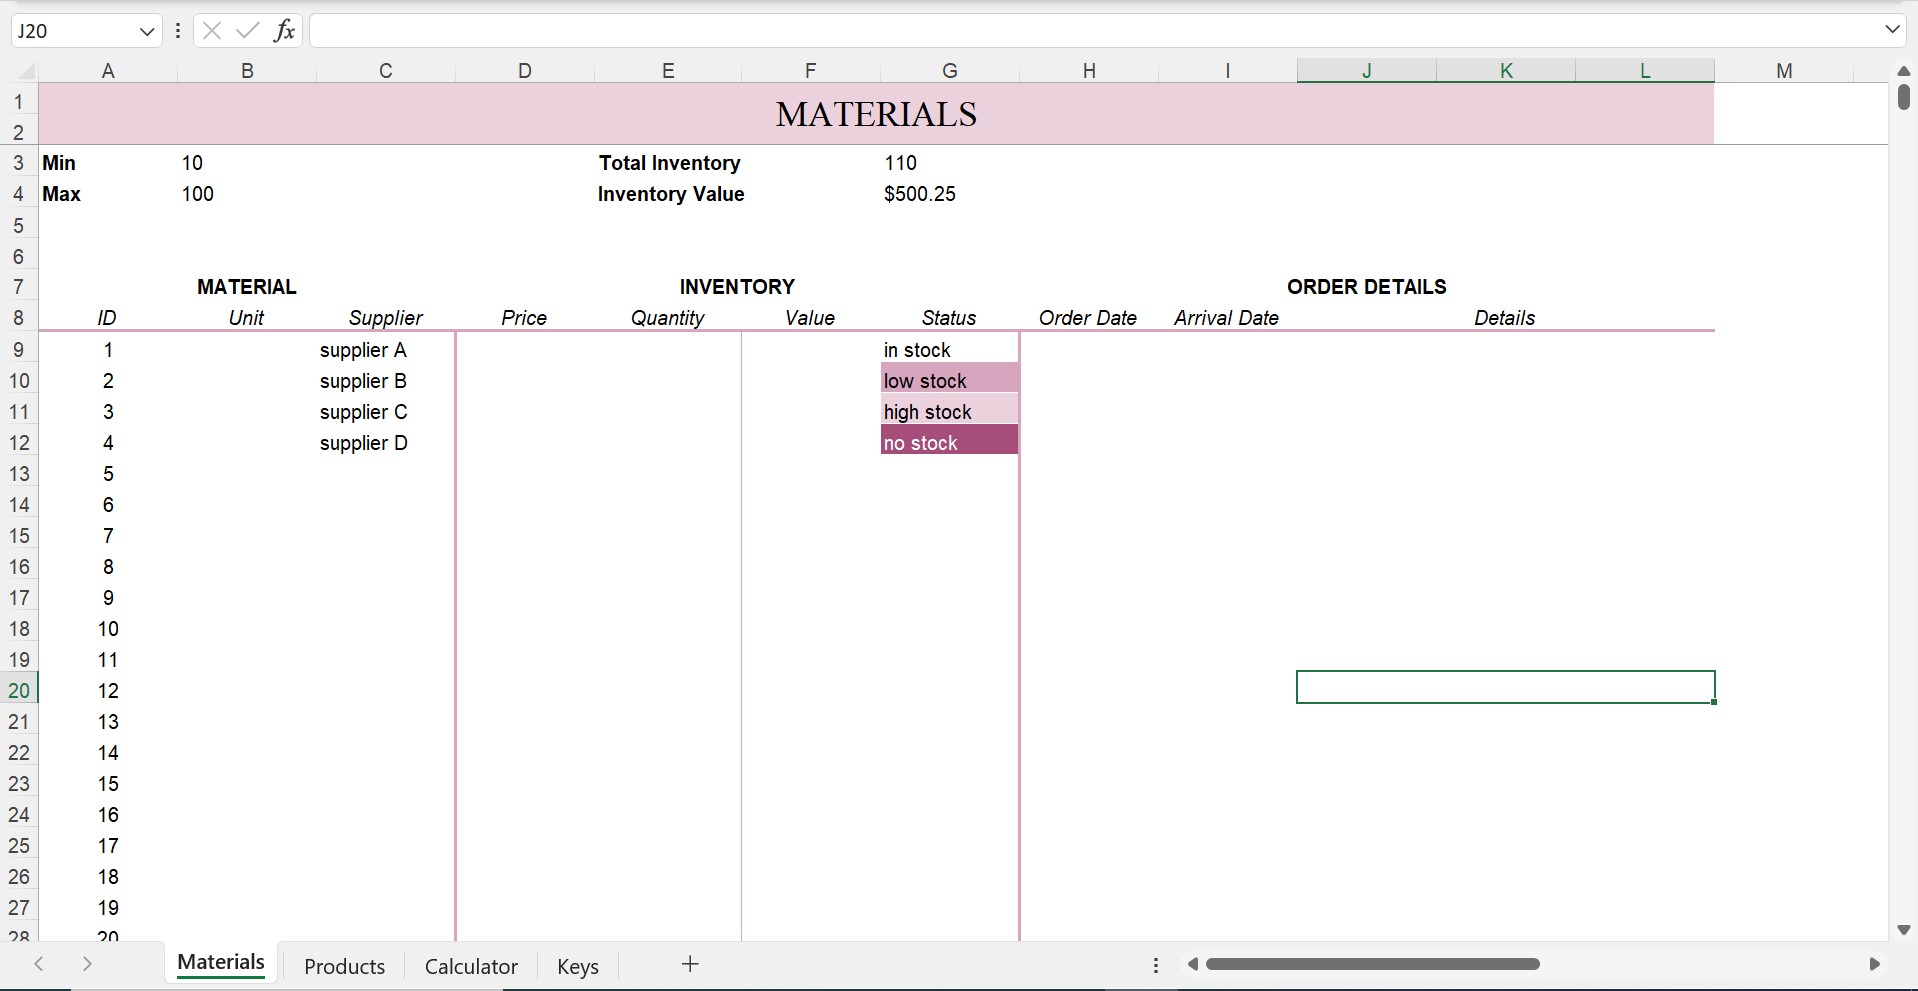 J20
fx
A B C D E F G H I J K L M
1 MATERIALS
2
3 Min 10 Total Inventory 110
4 Max 100 Inventory Value $500.25
5
6
7 MATERIAL INVENTORY ORDER DETAILS
8 ID Unit Supplier Price Quantity Value Status Order Date Arrival Date Details
9 1 supplier A in stock
10 2 supplier B low stock
11 3 supplier C high stock
12 4 supplier D no stock
13 5
14 6
15 7
16 8
17 9
18 10
19 11
20 12
21 13
22 14
23 15
24 16
25 17
26 18
27 19
28 20
Materials Products Calculator Keys